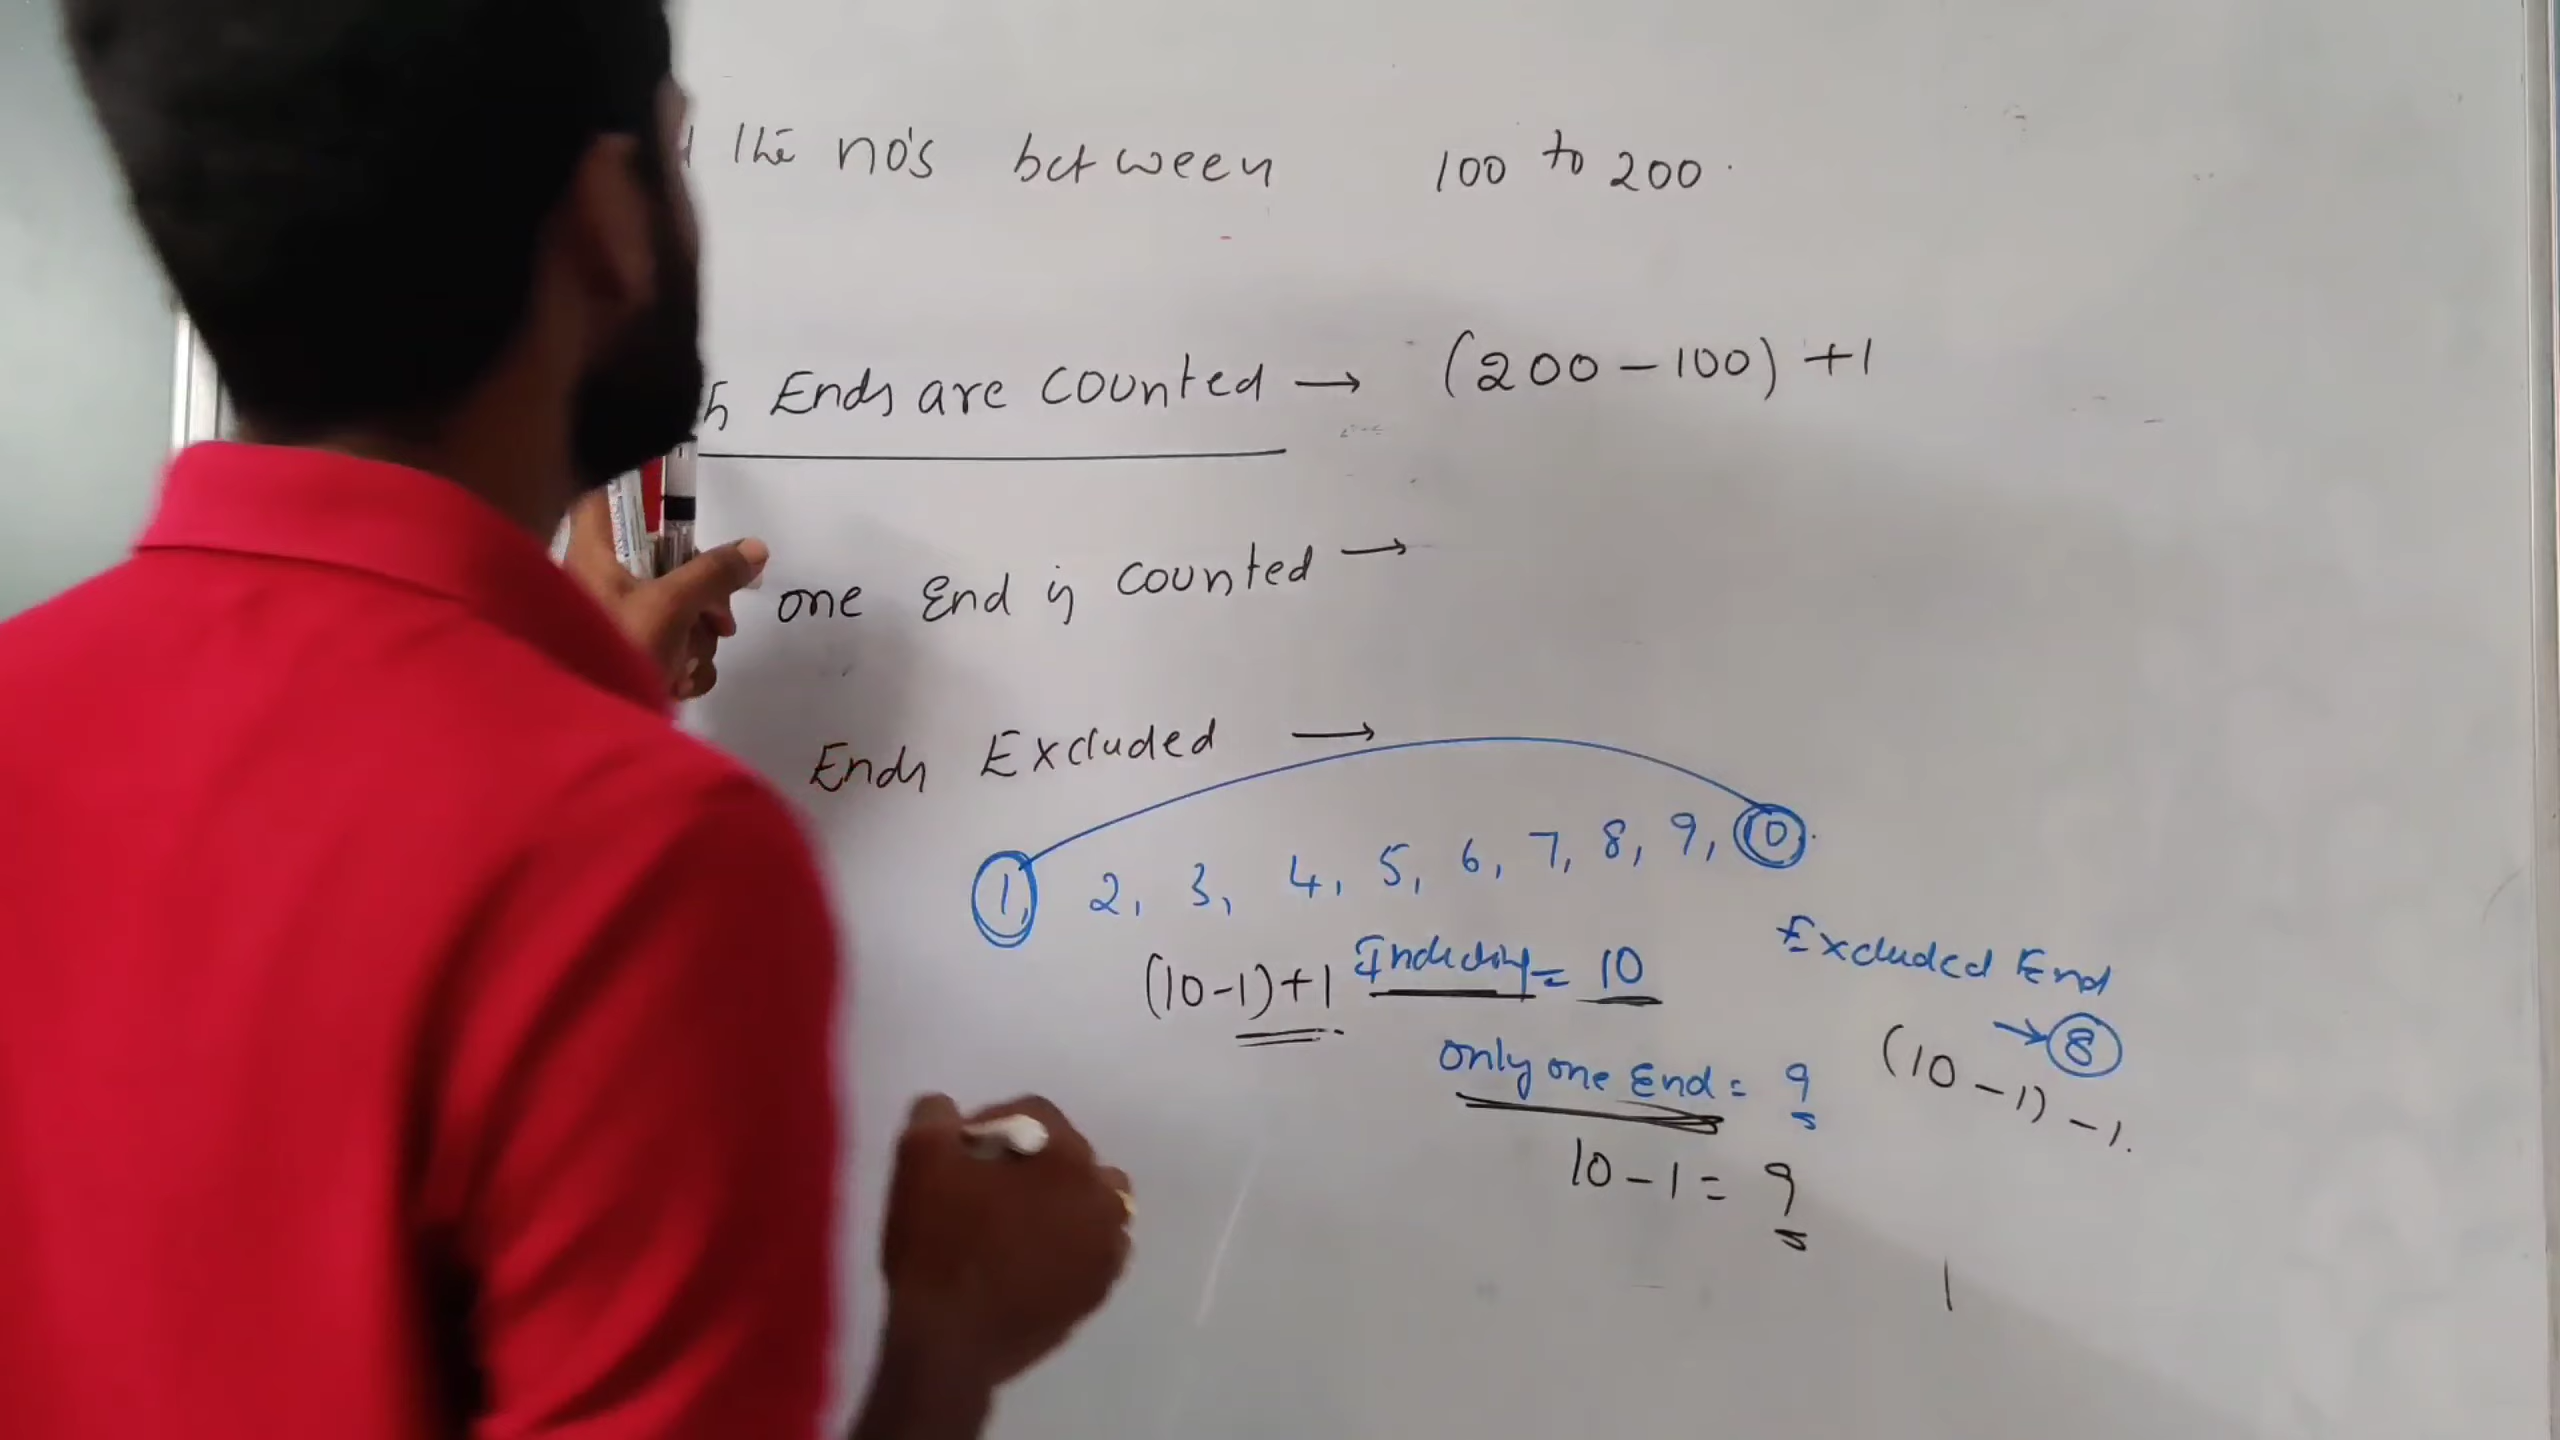 the no's between 100 to 200.
Ends are counted → (200-100) +1
one End is counted →
Ends Excluded →
1, 2, 3, 4, 5, 6, 7, 8, 9, 10.
(10-1)+1 Including = 10
Excluded End
→ 8
only one End = 9
(10-1) -1.
10-1 = 9